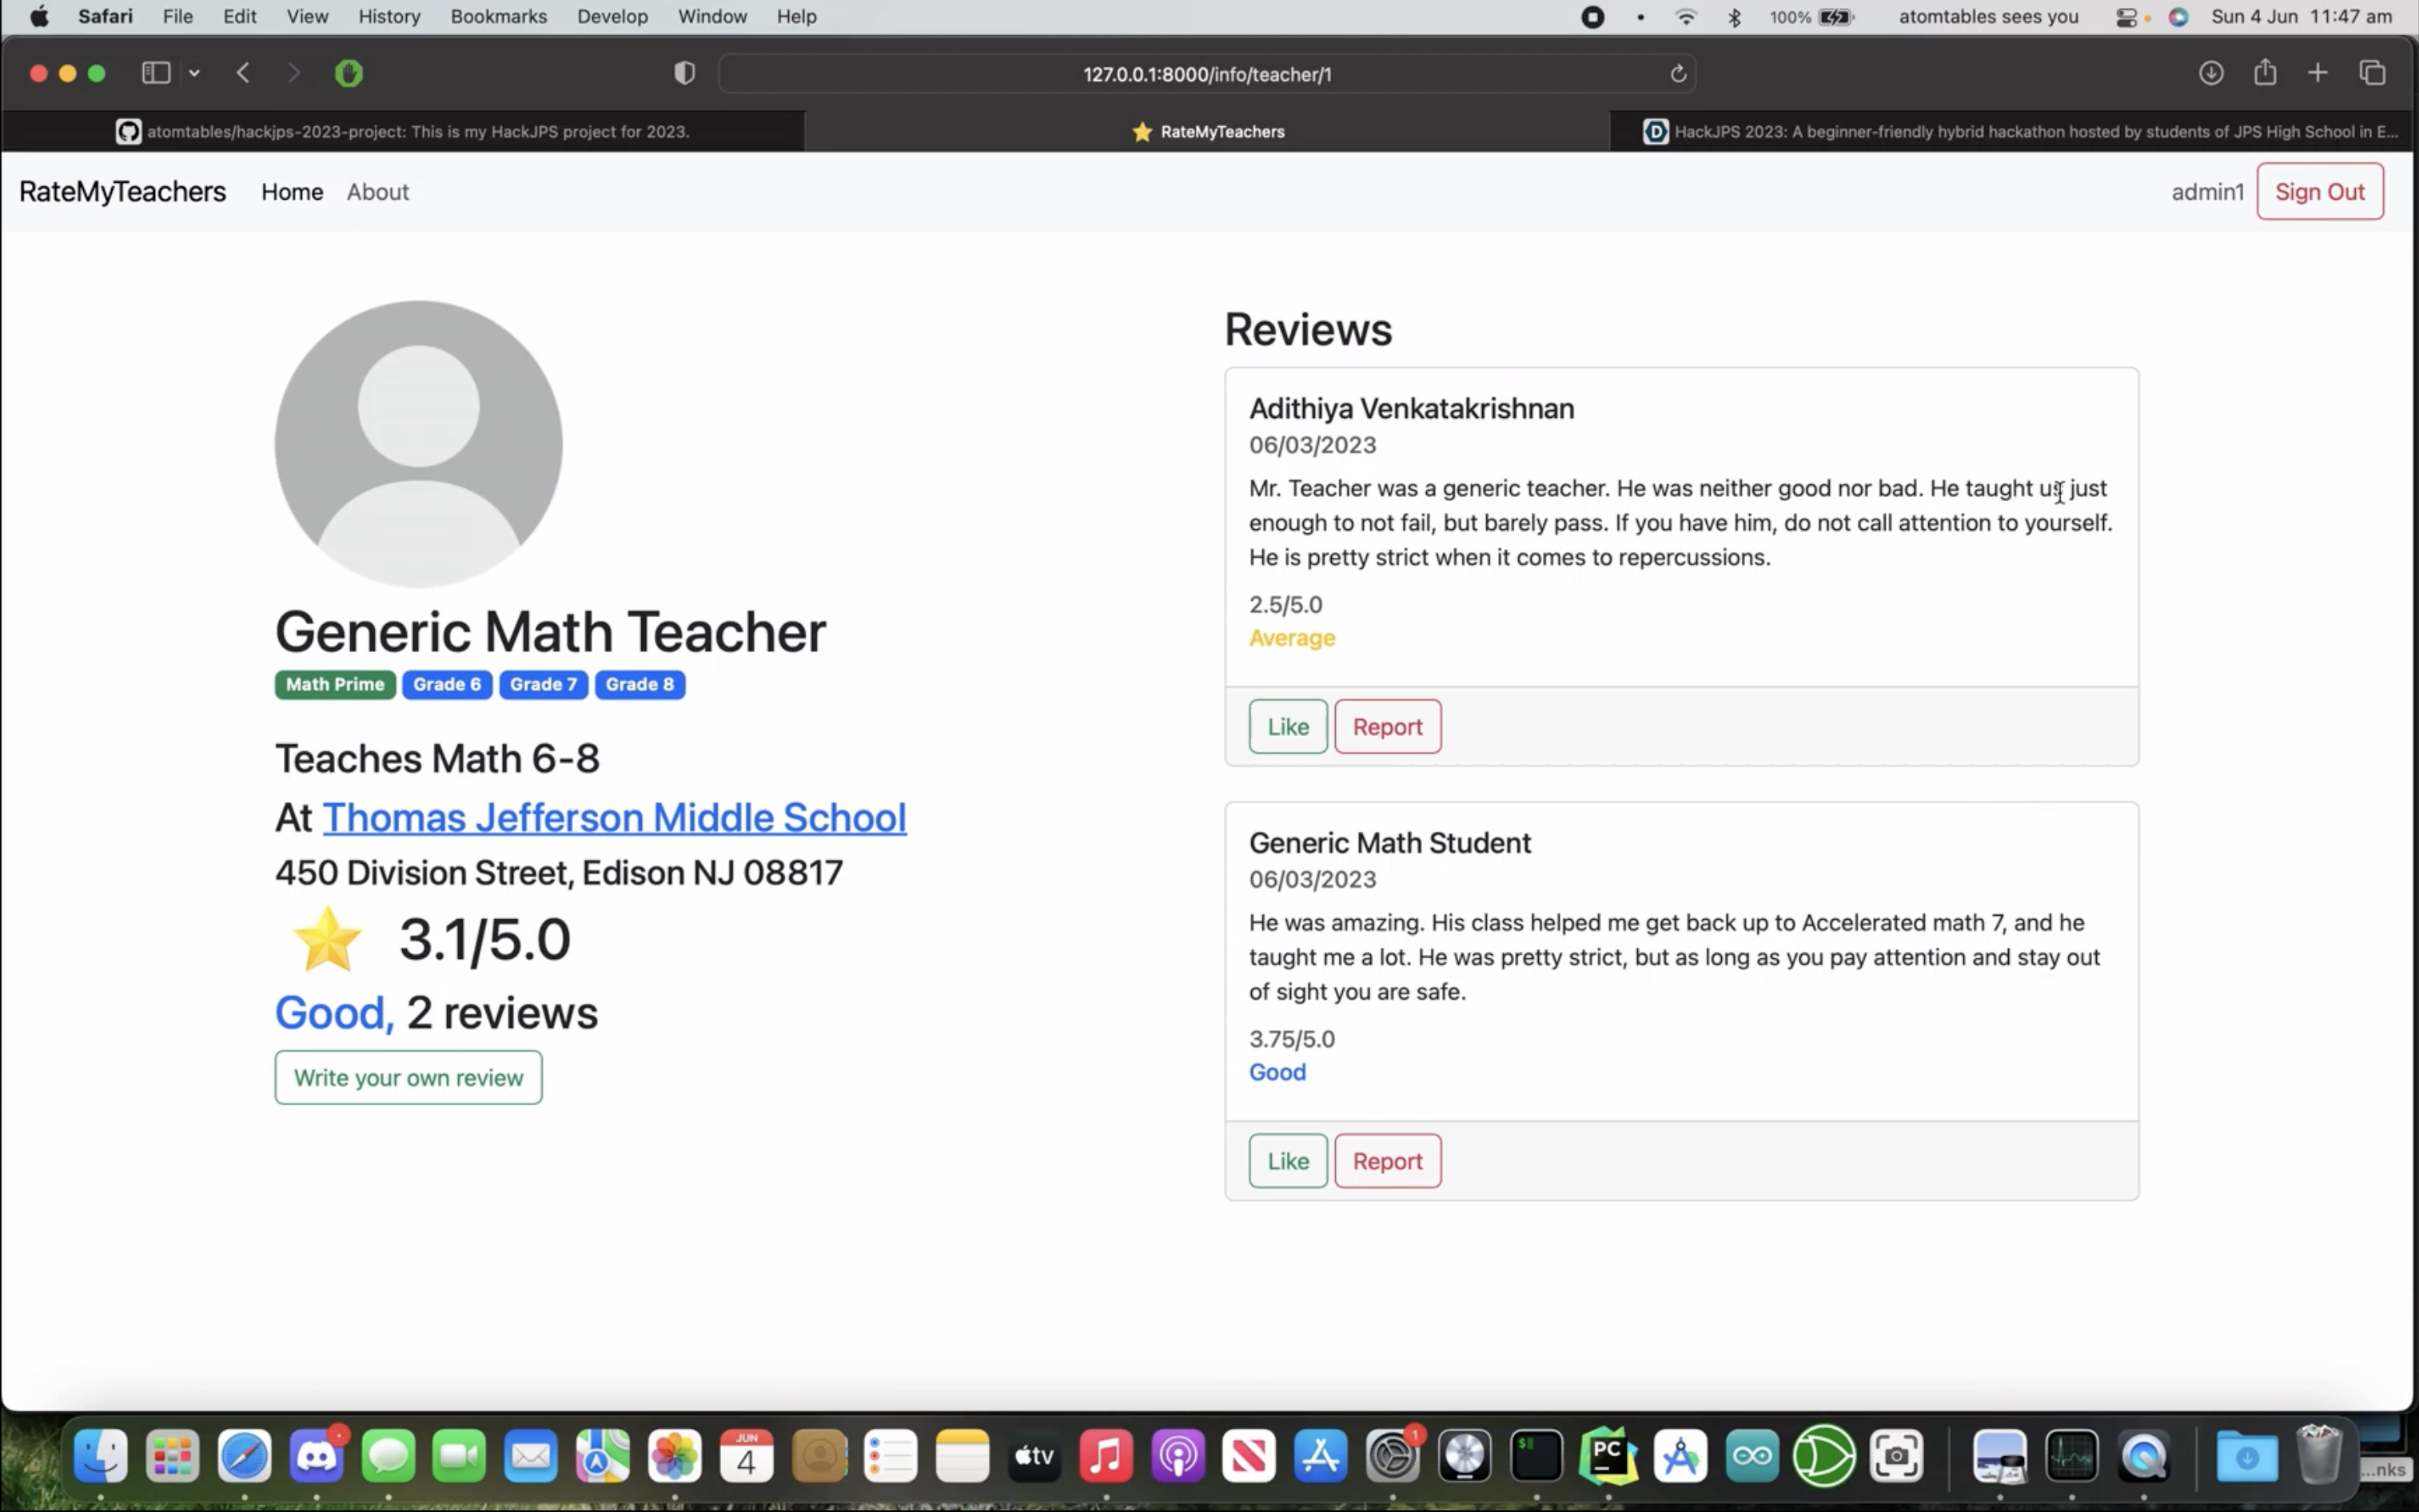 Safari File Edit View History Bookmarks Develop Window Help 100% atomtables sees you Sun 4 Jun 11:47 am
127.0.0.1:8000/info/teacher/1
atomtables/hackjps-2023-project: This is my HackJPS project for 2023.
RateMyTeachers
HackJPS 2023: A beginner-friendly hybrid hackathon hosted by students of JPS High School in E...
RateMyTeachers Home About admin1 Sign Out
Generic Math Teacher
Math Prime Grade 6 Grade 7 Grade 8
Teaches Math 6-8
At Thomas Jefferson Middle School
450 Division Street, Edison NJ 08817
3.1/5.0
Good, 2 reviews
Write your own review
Reviews
Adithiya Venkatakrishnan
06/03/2023
Mr. Teacher was a generic teacher. He was neither good nor bad. He taught us just
enough to not fail, but barely pass. If you have him, do not call attention to yourself.
He is pretty strict when it comes to repercussions.
2.5/5.0
Average
Like Report
Generic Math Student
06/03/2023
He was amazing. His class helped me get back up to Accelerated math 7, and he
taught me a lot. He was pretty strict, but as long as you pay attention and stay out
of sight you are safe.
3.75/5.0
Good
Like Report
JUN
4
tv
1
$
PC
...nks